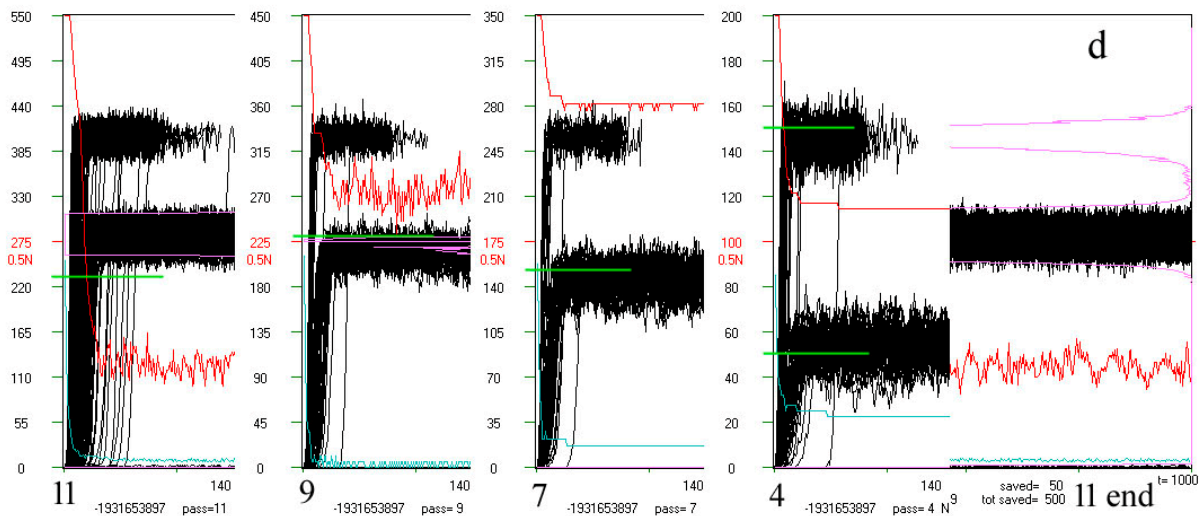 550 450 350 200
495 405 315 180 d
440 360 280 160
385 315 245 140
330 270 210 120
275 225 175 100
0.5N 0.5N 0.5N 0.5N
220 180 140 80
165 135 105 60
110 90 70 40
55 45 35 20
0 0 0 0
11 140 9 140 7 140 4 140 saved= 50 11 end t= 1000
9 tot saved= 500
-1931653897 pass=11 -1931653897 pass= 9 -1931653897 pass= 7 -1931653897 pass= 4 N